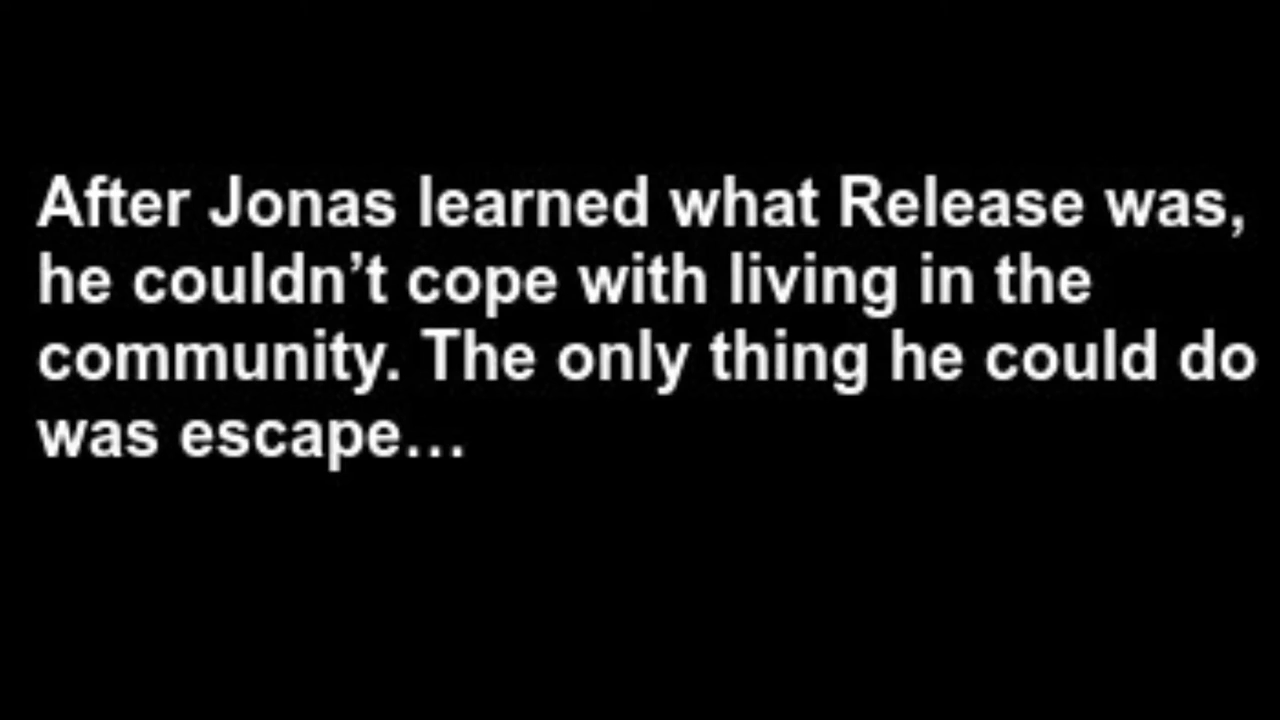 After Jonas learned what Release was,
he couldn’t cope with living in the
community. The only thing he could do
was escape…